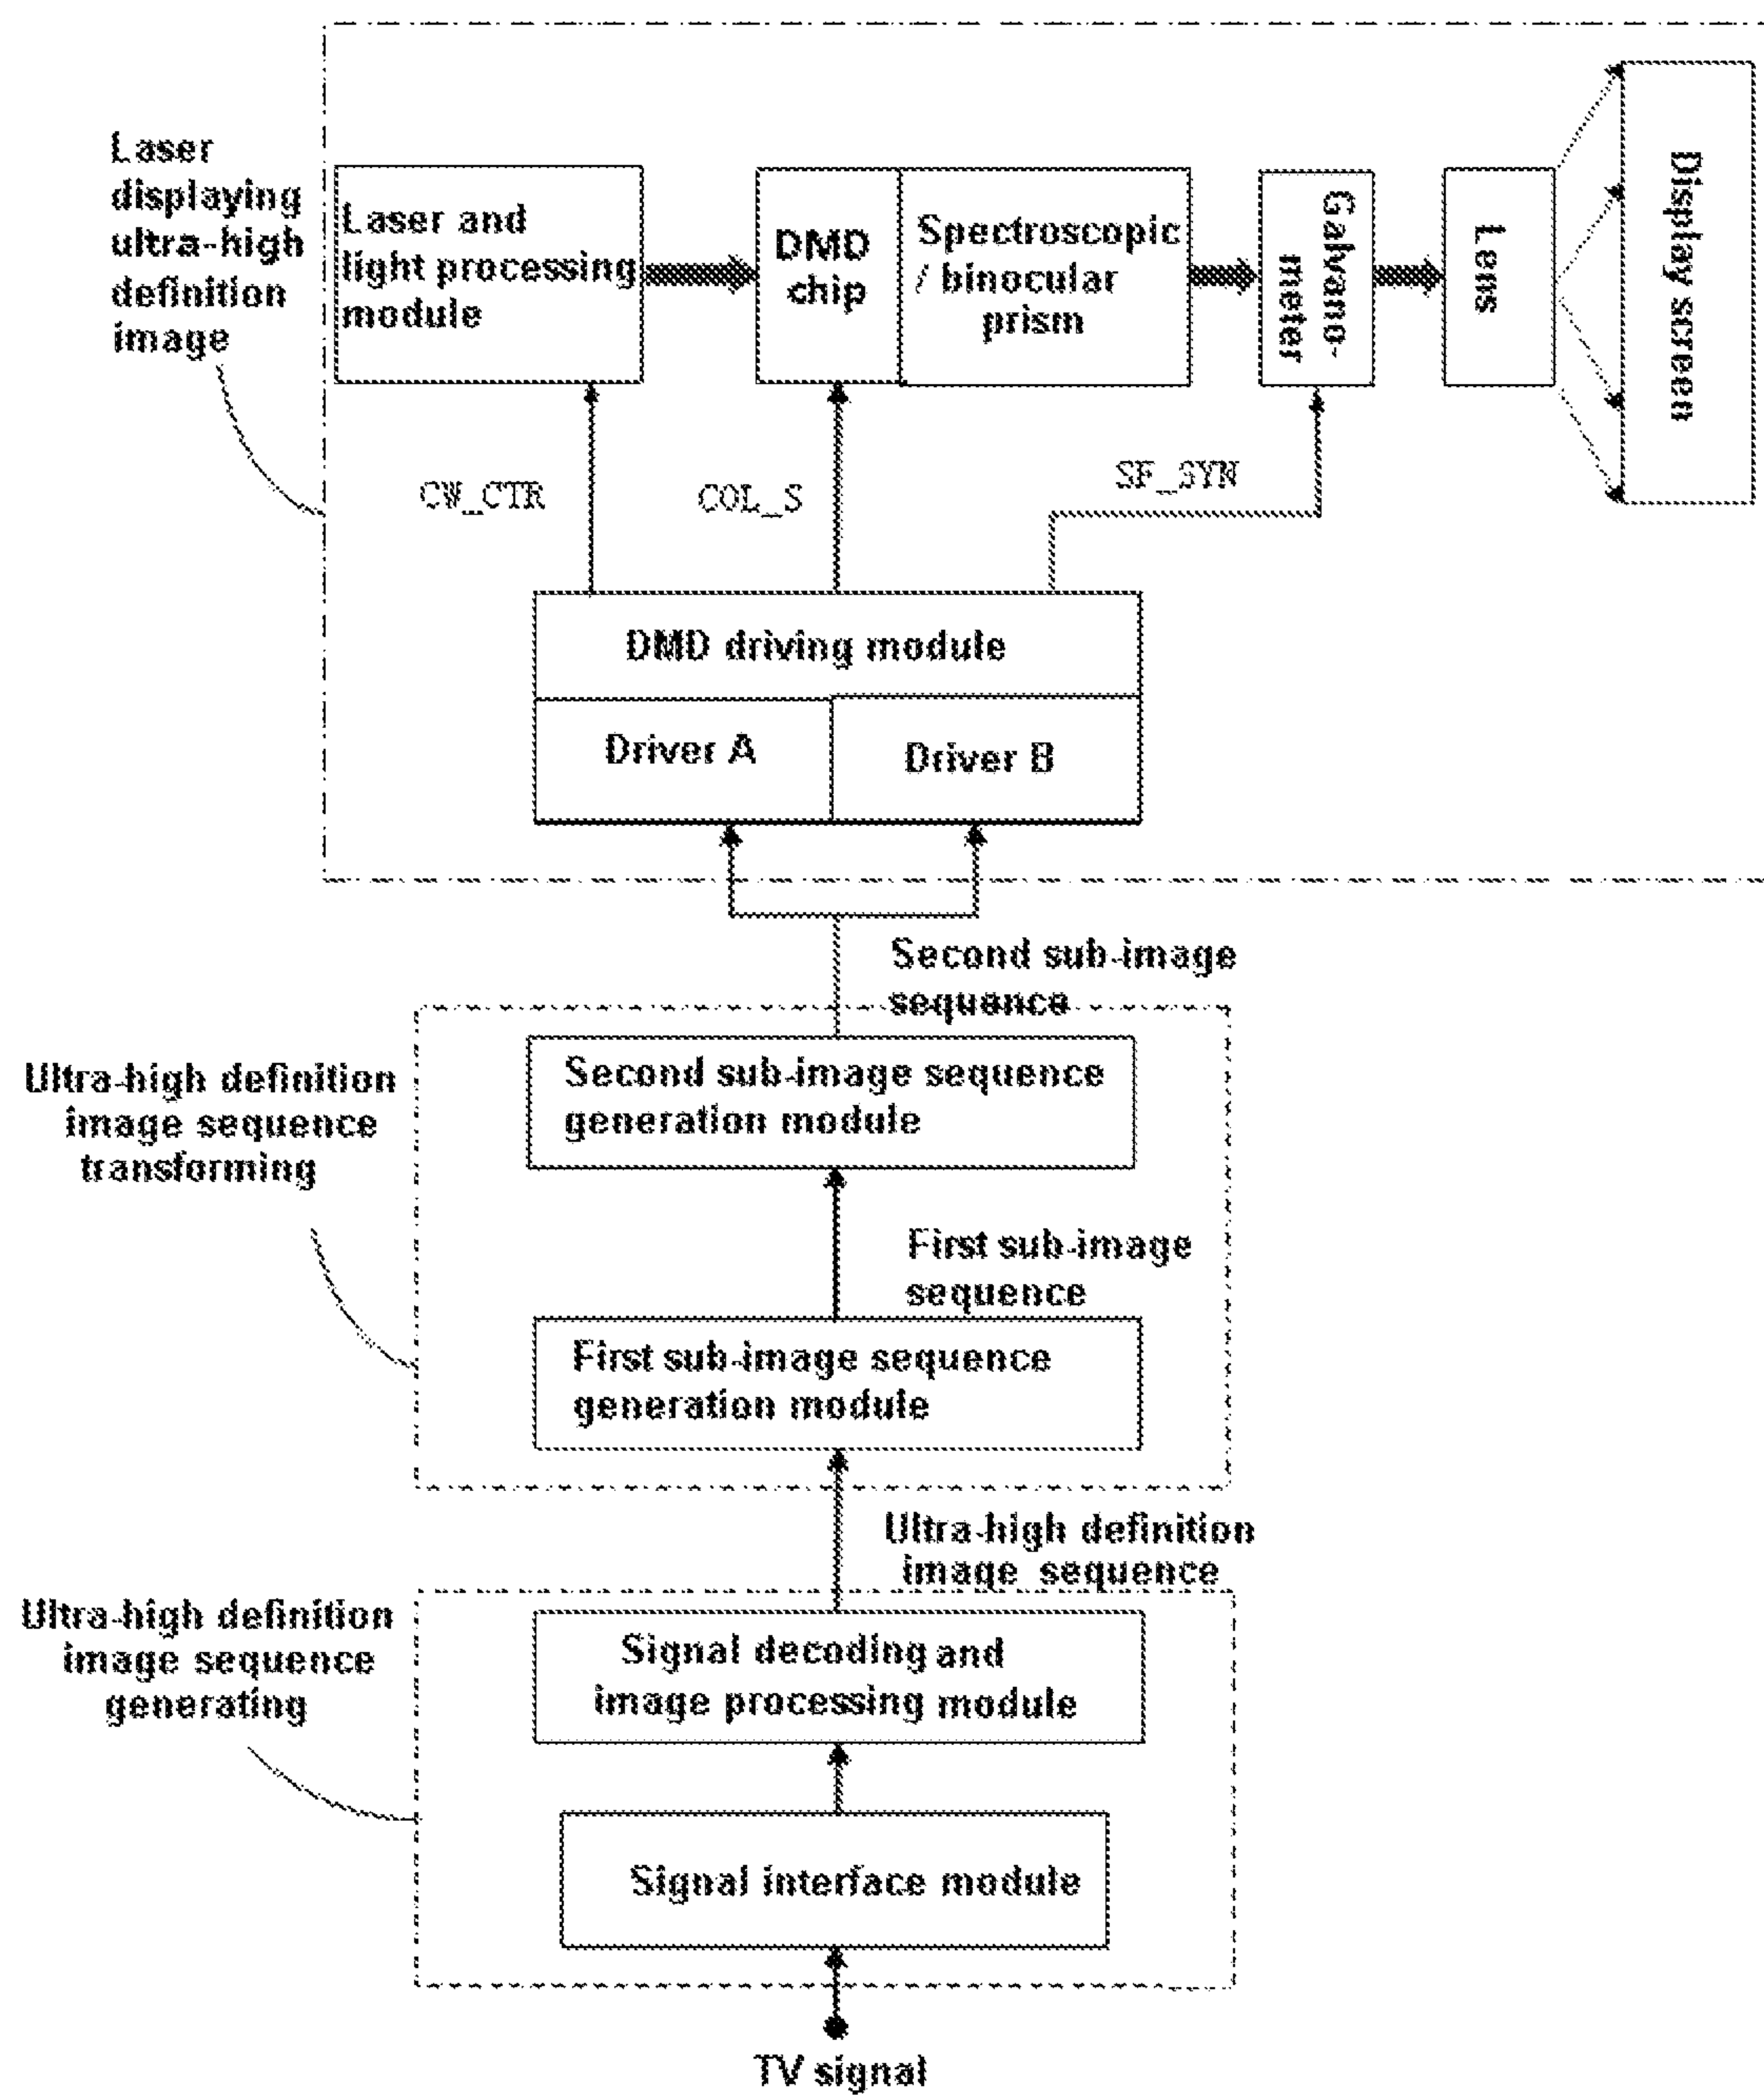 Laser
displaying
ultra-high
definition
image
Laser and
light processing
module
DMD
chip
Spectroscopic
/ binocular
prism
Galvano-
meter
Lens
Display screen
CW_CTR
COL_S
SF_SYN
DMD driving module
Driver A
Driver B
Second sub-image
sequence
Ultra-high definition
image sequence
transforming
Second sub-image sequence
generation module
First sub-image
sequence
First sub-image sequence
generation module
Ultra-high definition
image sequence
Ultra-high definition
image sequence
generating
Signal decoding and
image processing module
Signal interface module
TV signal